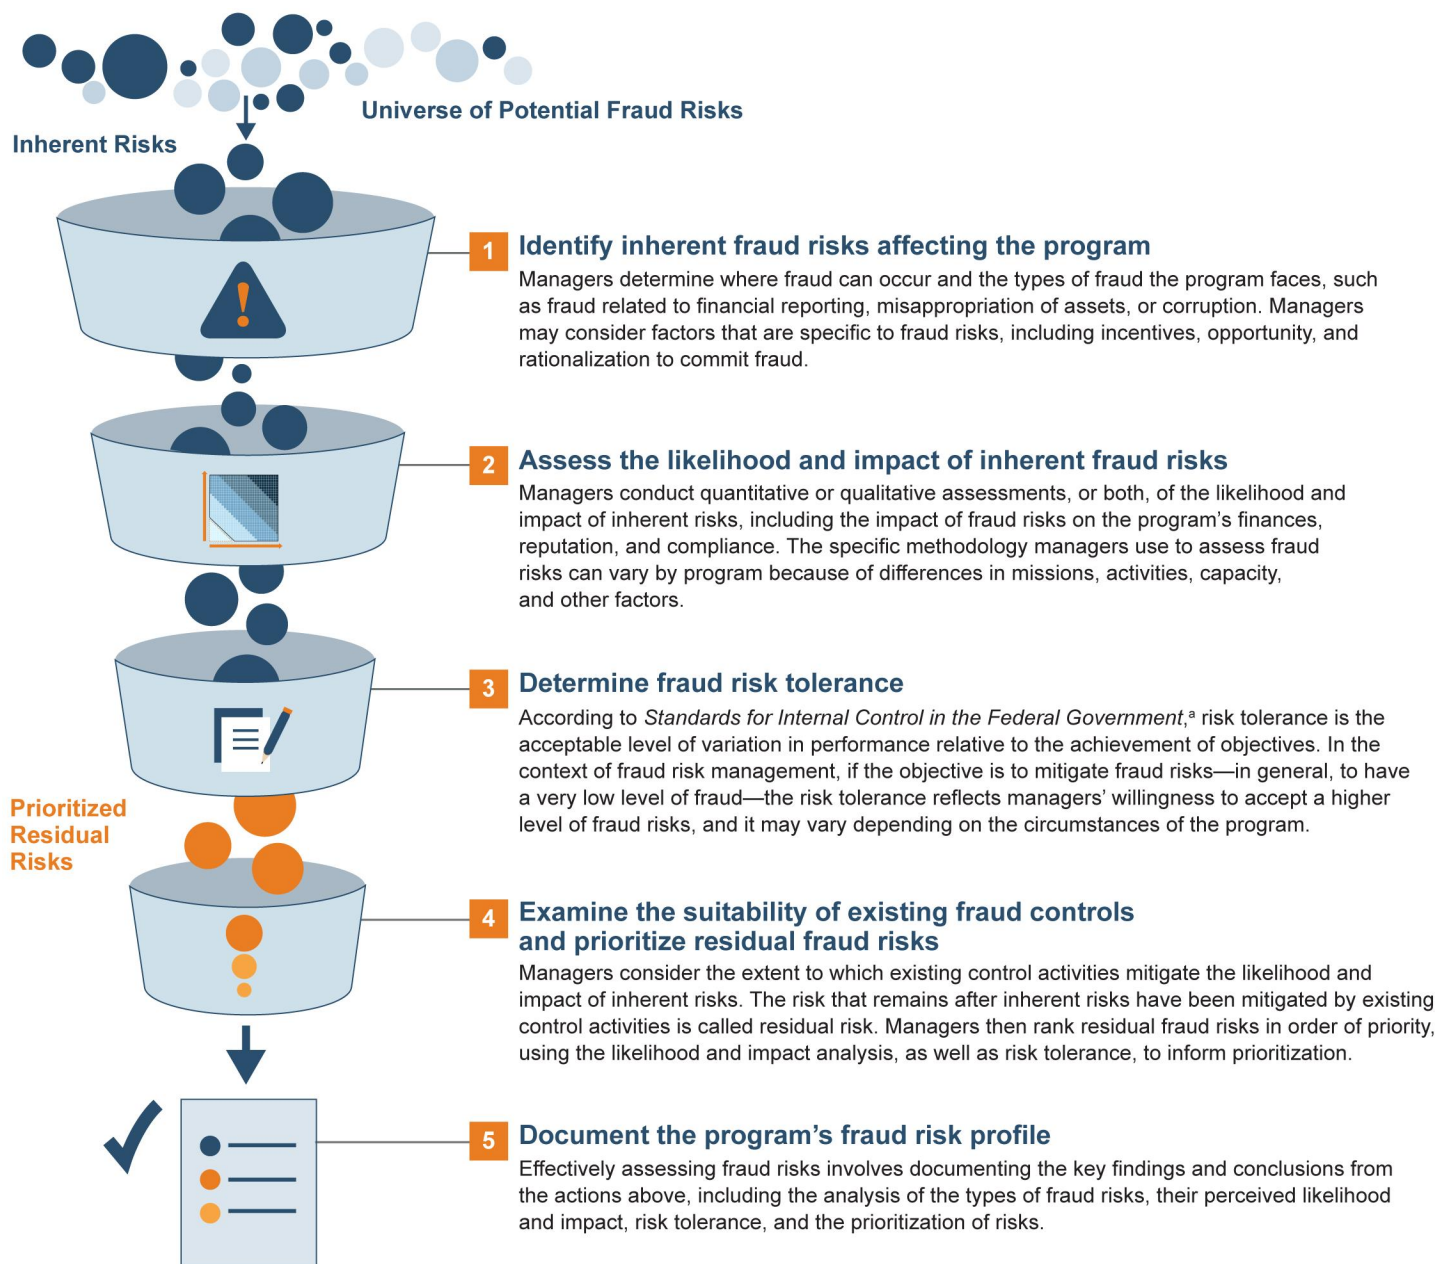 Universe of Potential Fraud Risks
Inherent Risks
1 Identify inherent fraud risks affecting the program
Managers determine where fraud can occur and the types of fraud the program faces, such
as fraud related to financial reporting, misappropriation of assets, or corruption. Managers
may consider factors that are specific to fraud risks, including incentives, opportunity, and
rationalization to commit fraud.
2 Assess the likelihood and impact of inherent fraud risks
Managers conduct quantitative or qualitative assessments, or both, of the likelihood and
impact of inherent risks, including the impact of fraud risks on the program’s finances,
reputation, and compliance. The specific methodology managers use to assess fraud
risks can vary by program because of differences in missions, activities, capacity,
and other factors.
3 Determine fraud risk tolerance
According to Standards for Internal Control in the Federal Government,ᵃ risk tolerance is the
acceptable level of variation in performance relative to the achievement of objectives. In the
context of fraud risk management, if the objective is to mitigate fraud risks—in general, to have
a very low level of fraud—the risk tolerance reflects managers’ willingness to accept a higher
level of fraud risks, and it may vary depending on the circumstances of the program.
Prioritized
Residual
Risks
4 Examine the suitability of existing fraud controls
and prioritize residual fraud risks
Managers consider the extent to which existing control activities mitigate the likelihood and
impact of inherent risks. The risk that remains after inherent risks have been mitigated by existing
control activities is called residual risk. Managers then rank residual fraud risks in order of priority,
using the likelihood and impact analysis, as well as risk tolerance, to inform prioritization.
5 Document the program’s fraud risk profile
Effectively assessing fraud risks involves documenting the key findings and conclusions from
the actions above, including the analysis of the types of fraud risks, their perceived likelihood
and impact, risk tolerance, and the prioritization of risks.